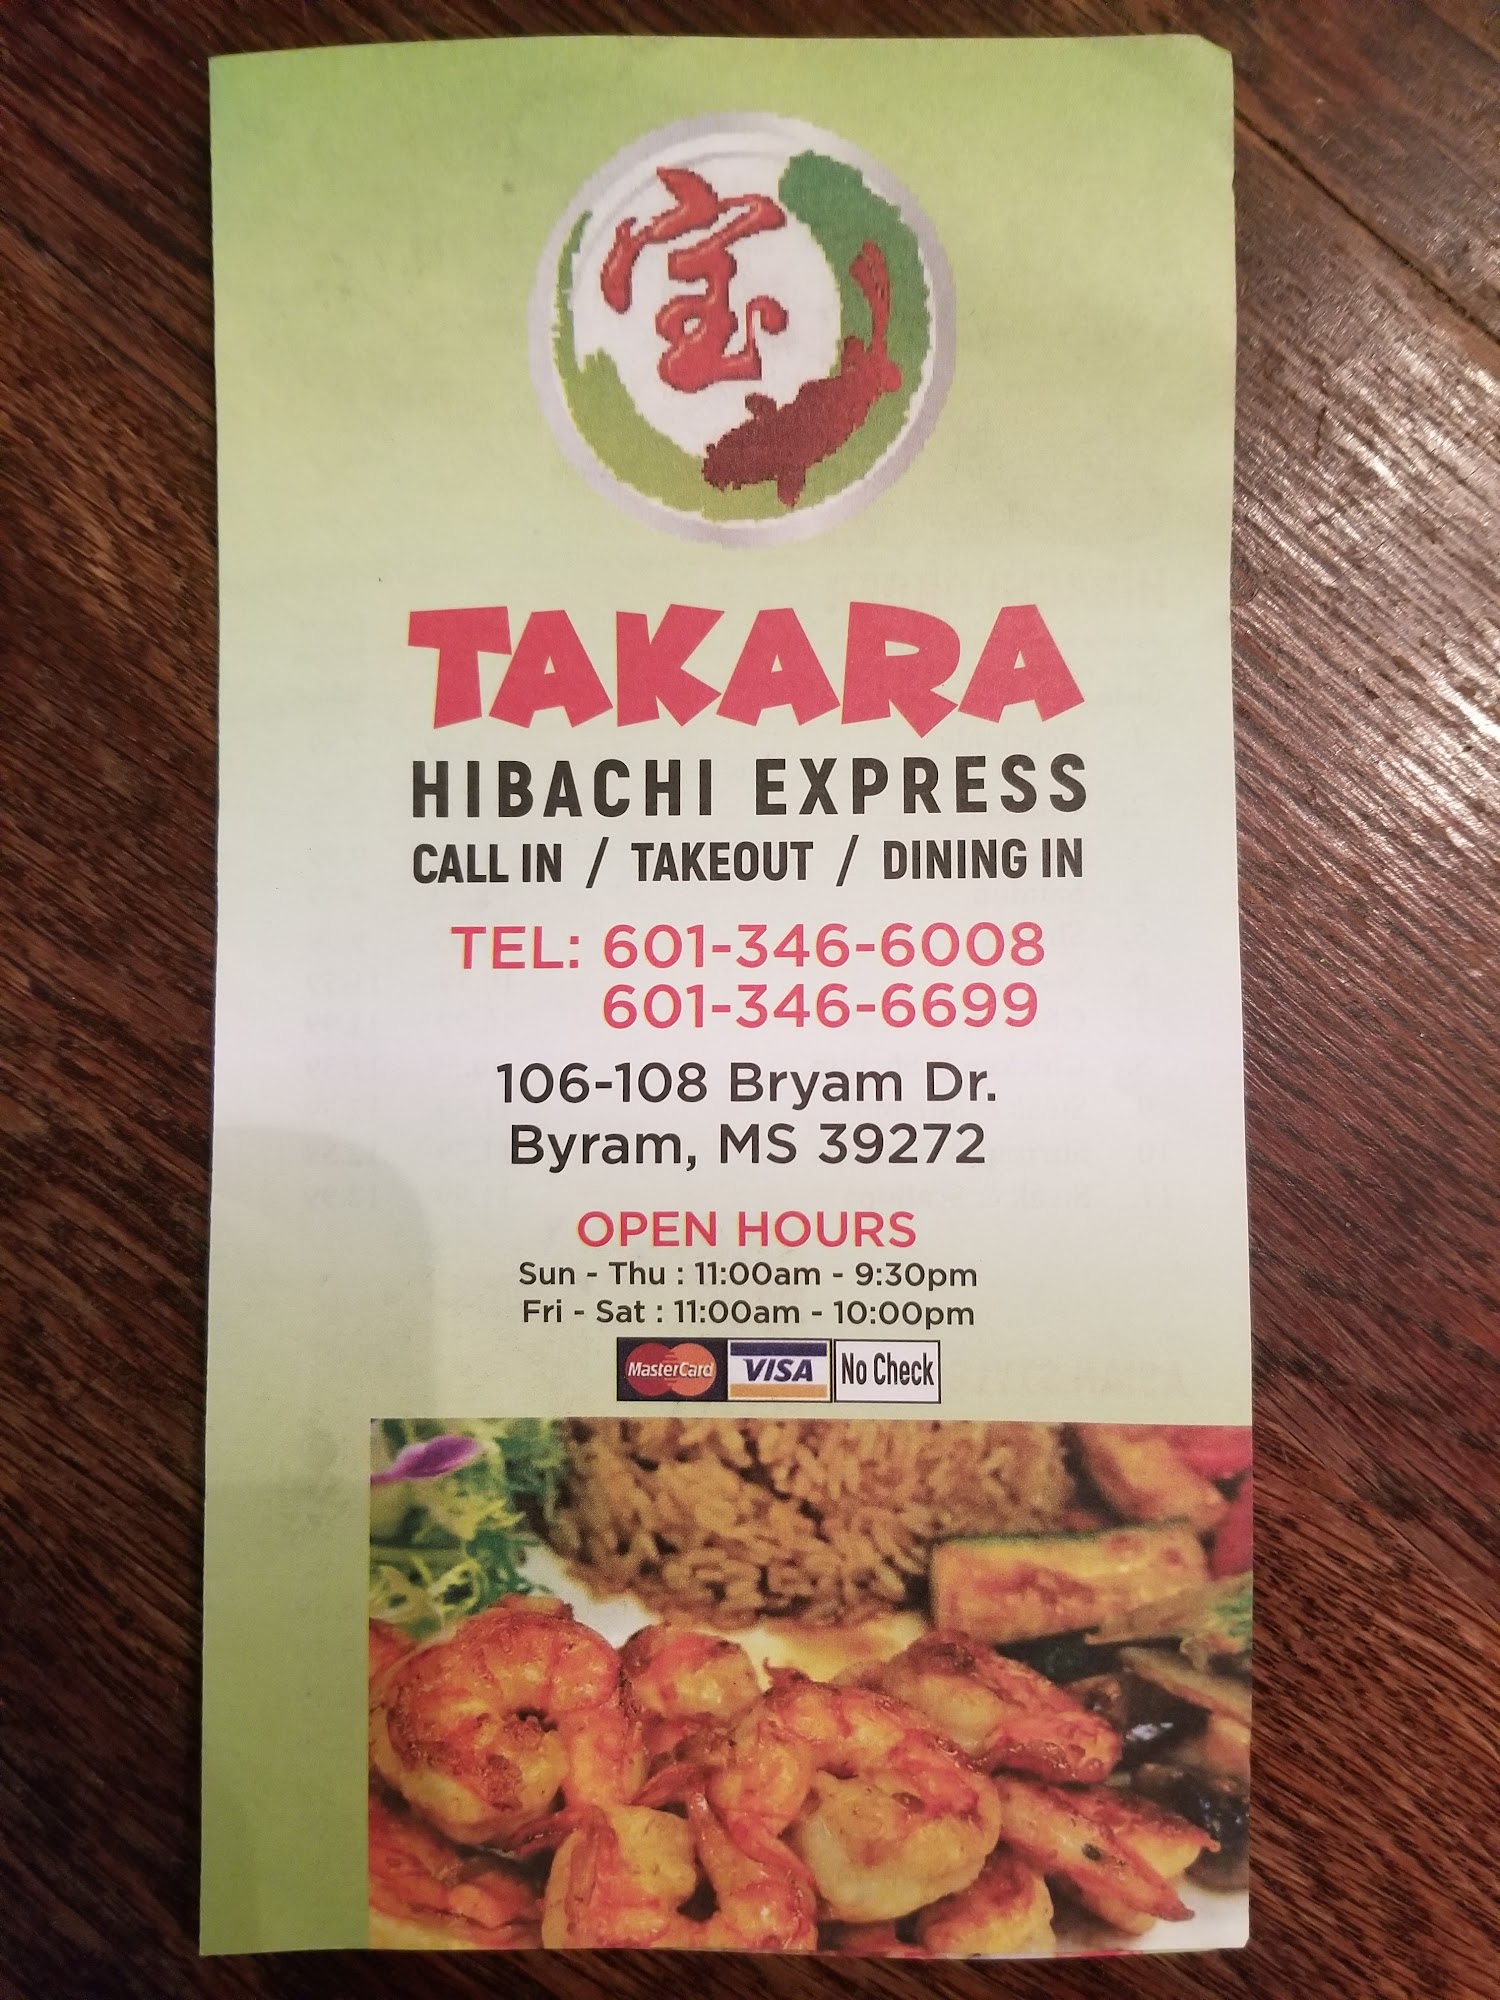 宝
TAKARA
HIBACHI EXPRESS
CALL IN / TAKEOUT / DINING IN
TEL: 601-346-6008
601-346-6699
106-108 Bryam Dr.
Byram, MS 39272
OPEN HOURS
Sun - Thu : 11:00am - 9:30pm
Fri - Sat : 11:00am - 10:00pm
MasterCard VISA No Check